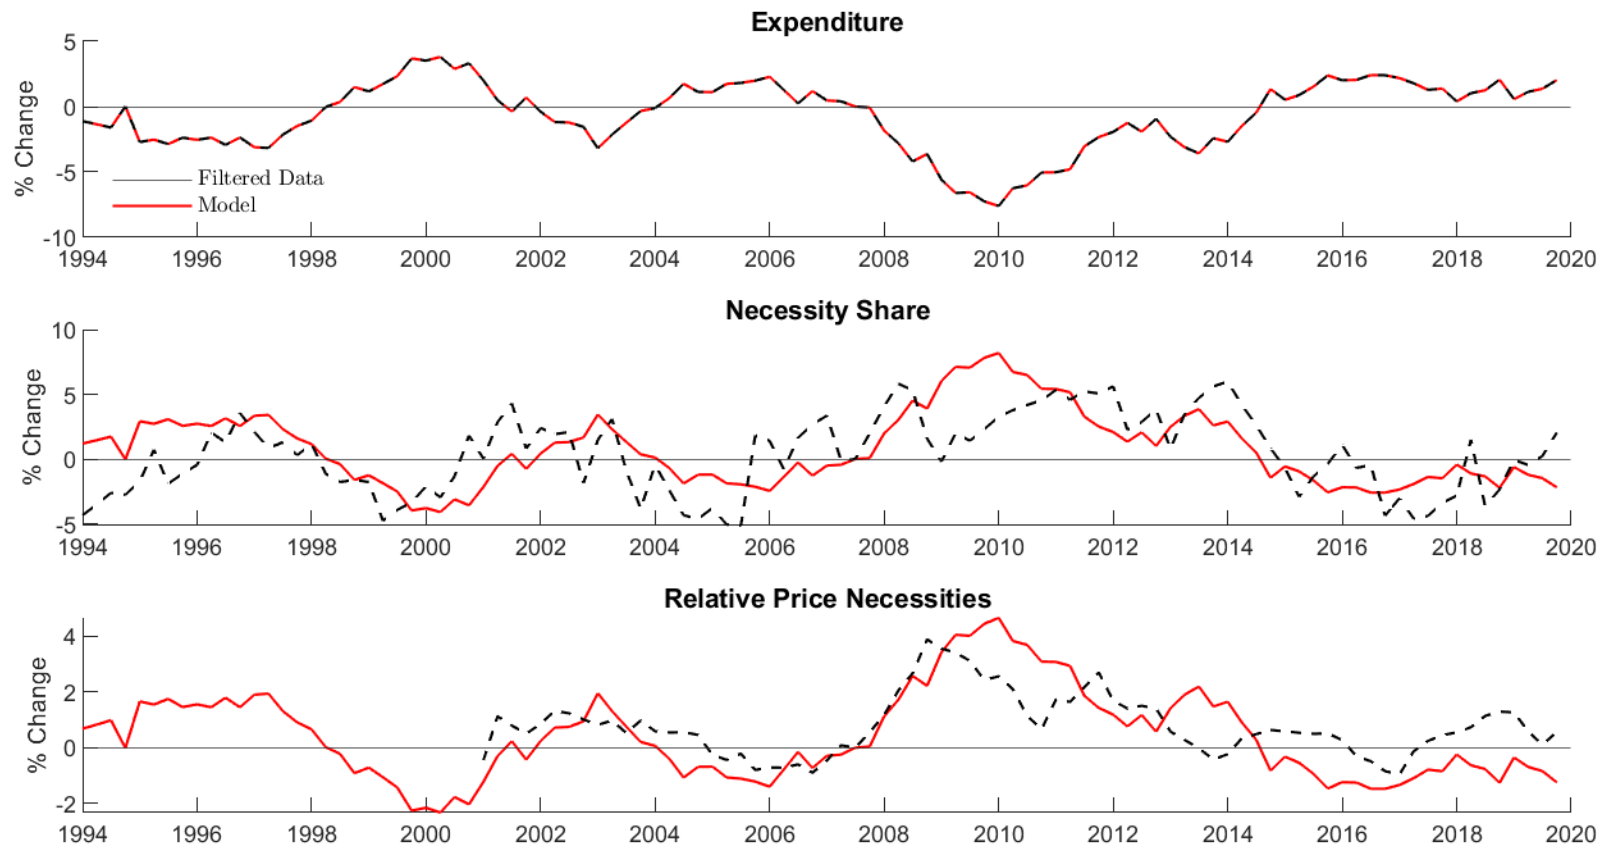 Expenditure
5
0
-5
-10
% Change
Filtered Data
Model
1994 1996 1998 2000 2002 2004 2006 2008 2010 2012 2014 2016 2018 2020
Necessity Share
10
5
0
-5
% Change
1994 1996 1998 2000 2002 2004 2006 2008 2010 2012 2014 2016 2018 2020
Relative Price Necessities
4
2
0
-2
% Change
1994 1996 1998 2000 2002 2004 2006 2008 2010 2012 2014 2016 2018 2020